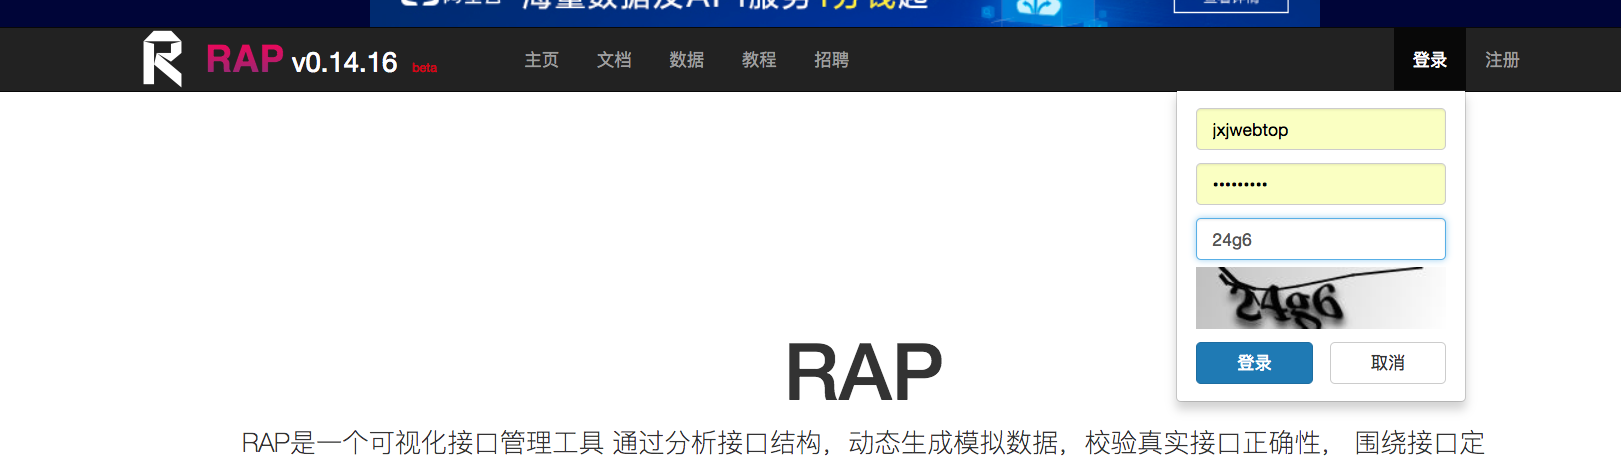 海量数据及API服务1分钱起
RAP v0.14.16 beta
主页 文档 数据 教程 招聘 登录 注册
jxjwebtop
•••••••••
24g6
24g6
登录 取消
RAP
RAP是一个可视化接口管理工具 通过分析接口结构，动态生成模拟数据，校验真实接口正确性， 围绕接口定